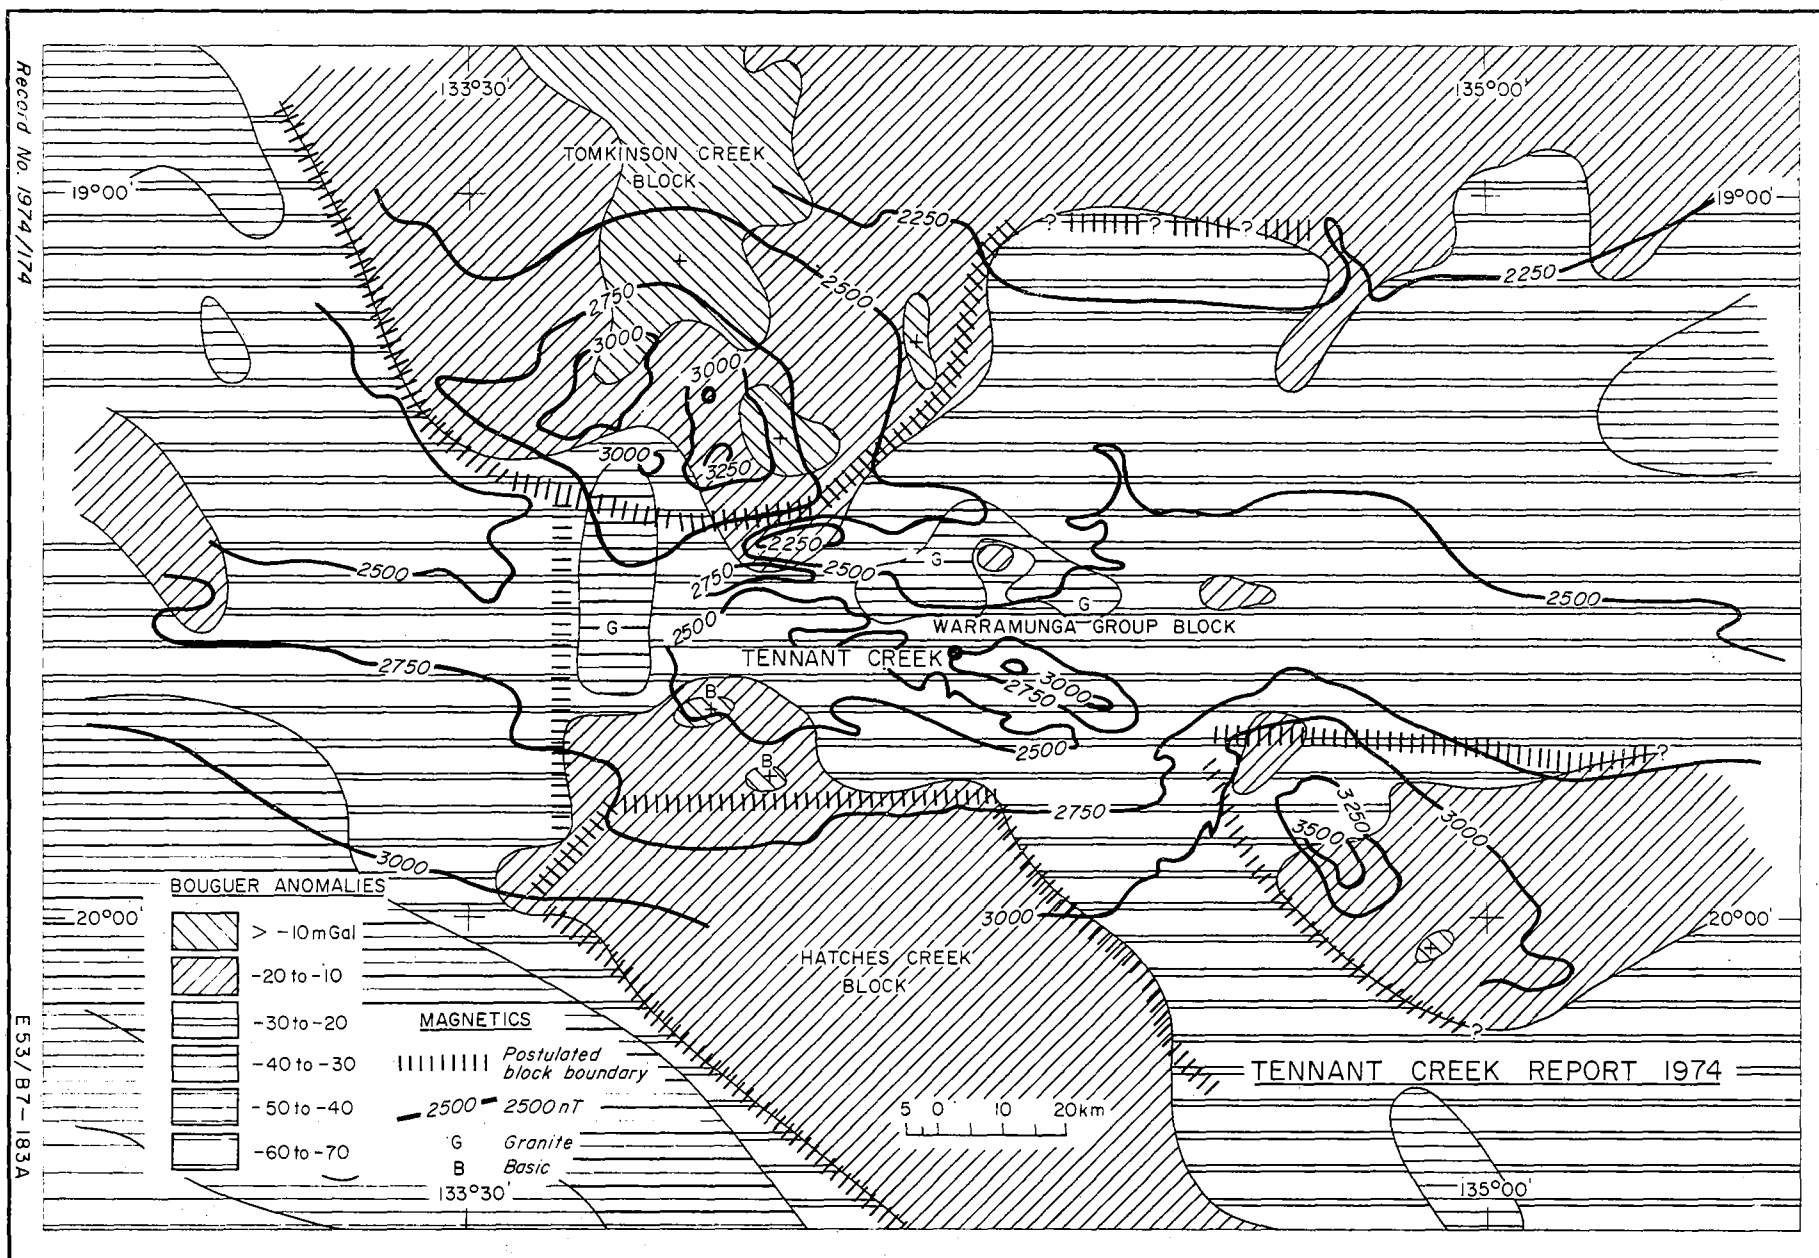 Record No. 1974/174
E53/B7-183A
133°30'
135°00'
TOMKINSON CREEK
BLOCK
19°00'
19°00'
2250
?
?
?
2250
2500
2750
3000
3000
3000
3250
2250
2750
2500
G
2500
2500
G
G
2500
WARRAMUNGA GROUP BLOCK
TENNANT CREEK
2750
3000
2750
B
2500
?
B
2750
3250
3500
3000
3000
BOUGUER ANOMALIES
20°00'
3000
20°00'
> -10mGal
HATCHES CREEK
BLOCK
-20 to -10
-30 to -20
MAGNETICS
?
-40 to -30
Postulated
block boundary
TENNANT CREEK REPORT 1974
-50 to -40
2500
2500nT
5 0 10 20km
G
Granite
-60 to -70
B
Basic
133°30'
135°00'